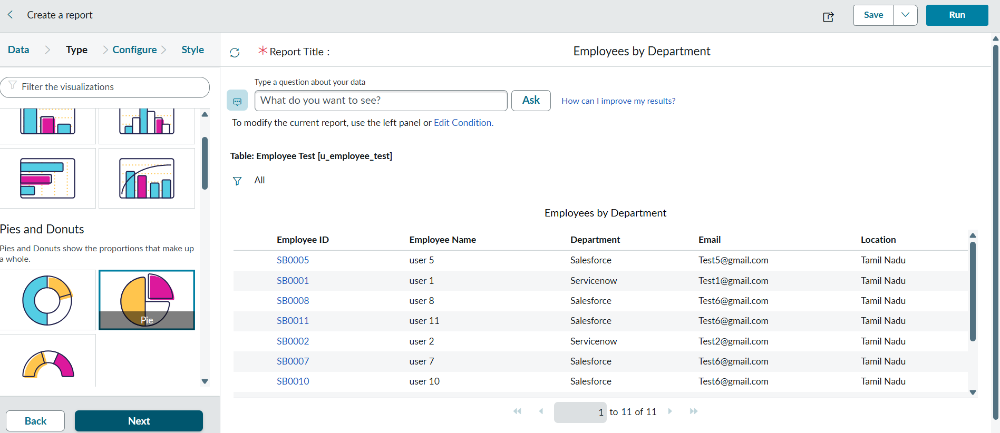 Create a report
Save
Run
Data
Type
Configure
Style
Report Title :
Employees by Department
Filter the visualizations
Type a question about your data
What do you want to see?
Ask
How can I improve my results?
To modify the current report, use the left panel or Edit Condition.
Table: Employee Test [u_employee_test]
All
Pies and Donuts
Pies and Donuts show the proportions that make up
a whole.
Pie
Back
Next
Employees by Department
Employee ID Employee Name Department Email Location
SB0005 user 5 Salesforce Test5@gmail.com Tamil Nadu
SB0001 user 1 Servicenow Test1@gmail.com Tamil Nadu
SB0008 user 8 Salesforce Test6@gmail.com Tamil Nadu
SB0011 user 11 Salesforce Test6@gmail.com Tamil Nadu
SB0002 user 2 Servicenow Test2@gmail.com Tamil Nadu
SB0007 user 7 Salesforce Test6@gmail.com Tamil Nadu
SB0010 user 10 Salesforce Test6@gmail.com Tamil Nadu
1 to 11 of 11